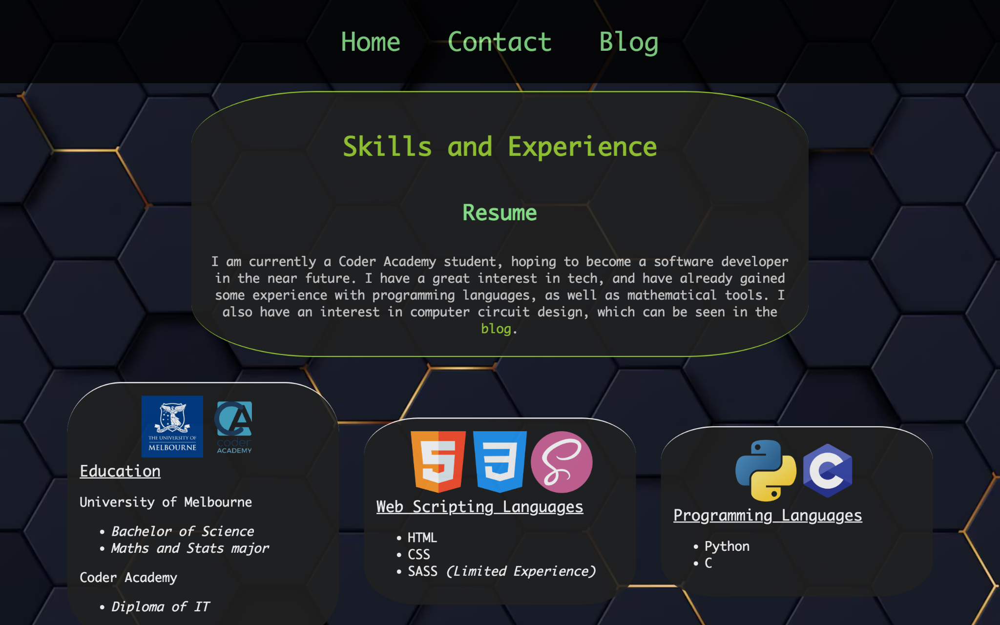 Home Contact Blog
Skills and Experience
Resume
I am currently a Coder Academy student, hoping to become a software developer
in the near future. I have a great interest in tech, and have already gained
some experience with programming languages, as well as mathematical tools. I
also have an interest in computer circuit design, which can be seen in the
blog.
THE UNIVERSITY OF
MELBOURNE
CA
coder
ACADEMY
Education
University of Melbourne
• Bachelor of Science
• Maths and Stats major
Coder Academy
• Diploma of IT
5
3
S
Web Scripting Languages
• HTML
• CSS
• SASS (Limited Experience)
C
Programming Languages
• Python
• C